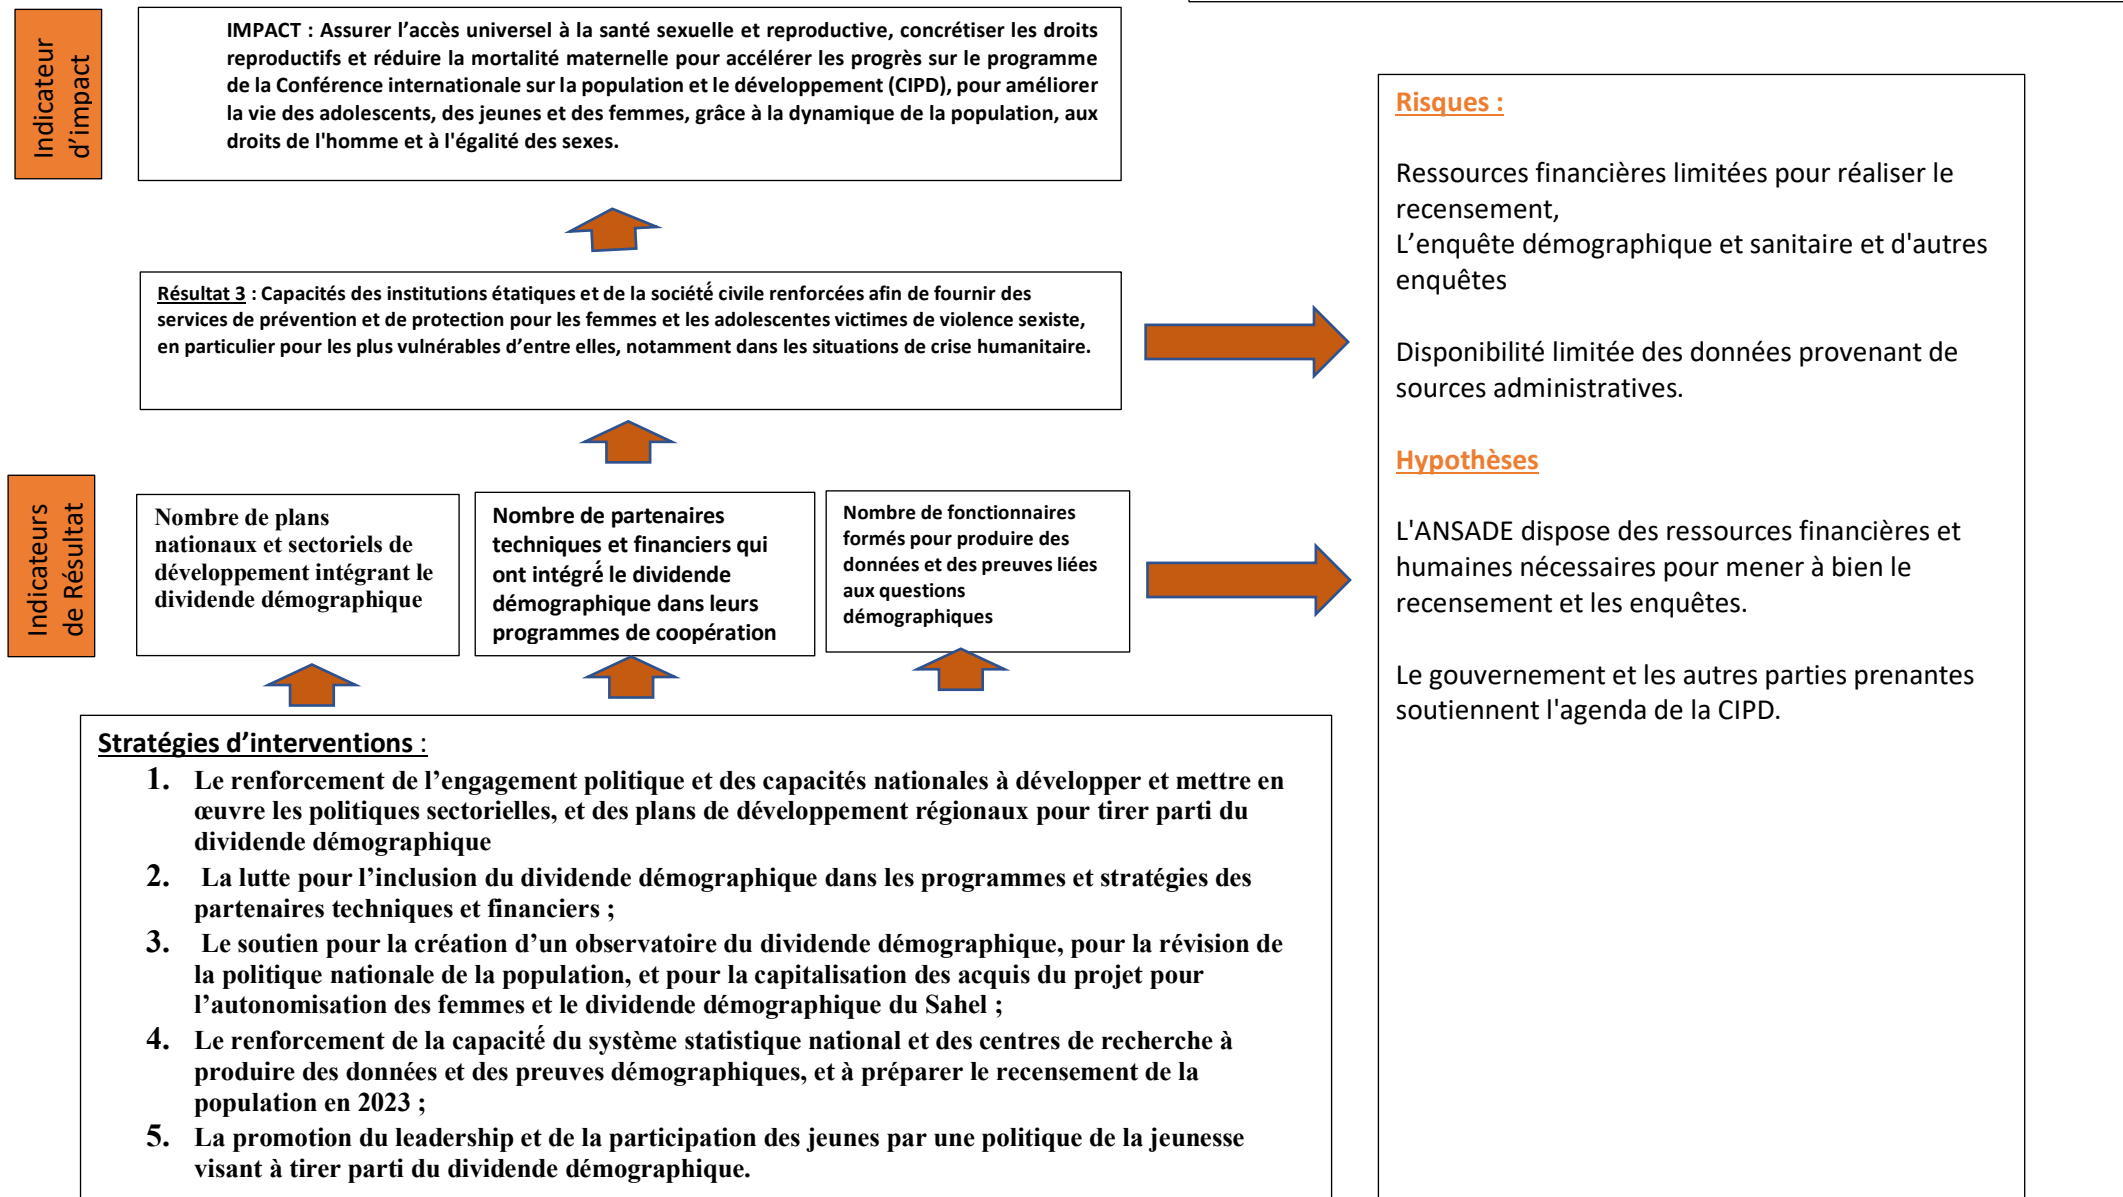 Indicateur
d’impact
IMPACT : Assurer l’accès universel à la santé sexuelle et reproductive, concrétiser les droits
reproductifs et réduire la mortalité maternelle pour accélérer les progrès sur le programme
de la Conférence internationale sur la population et le développement (CIPD), pour améliorer
la vie des adolescents, des jeunes et des femmes, grâce à la dynamique de la population, aux
droits de l'homme et à l'égalité des sexes.
Résultat 3 : Capacités des institutions étatiques et de la société civile renforcées afin de fournir des
services de prévention et de protection pour les femmes et les adolescentes victimes de violence sexiste,
en particulier pour les plus vulnérables d’entre elles, notamment dans les situations de crise humanitaire.
Indicateurs
de Résultat
Nombre de plans
nationaux et sectoriels de
développement intégrant le
dividende démographique
Nombre de partenaires
techniques et financiers qui
ont intégré le dividende
démographique dans leurs
programmes de coopération
Nombre de fonctionnaires
formés pour produire des
données et des preuves liées
aux questions
démographiques
Stratégies d’interventions :
1. Le renforcement de l’engagement politique et des capacités nationales à développer et mettre en
œuvre les politiques sectorielles, et des plans de développement régionaux pour tirer parti du
dividende démographique
2. La lutte pour l’inclusion du dividende démographique dans les programmes et stratégies des
partenaires techniques et financiers ;
3. Le soutien pour la création d’un observatoire du dividende démographique, pour la révision de
la politique nationale de la population, et pour la capitalisation des acquis du projet pour
l’autonomisation des femmes et le dividende démographique du Sahel ;
4. Le renforcement de la capacité du système statistique national et des centres de recherche à
produire des données et des preuves démographiques, et à préparer le recensement de la
population en 2023 ;
5. La promotion du leadership et de la participation des jeunes par une politique de la jeunesse
visant à tirer parti du dividende démographique.
Risques :
Ressources financières limitées pour réaliser le
recensement,
L’enquête démographique et sanitaire et d'autres
enquêtes
Disponibilité limitée des données provenant de
sources administratives.
Hypothèses
L'ANSADE dispose des ressources financières et
humaines nécessaires pour mener à bien le
recensement et les enquêtes.
Le gouvernement et les autres parties prenantes
soutiennent l'agenda de la CIPD.